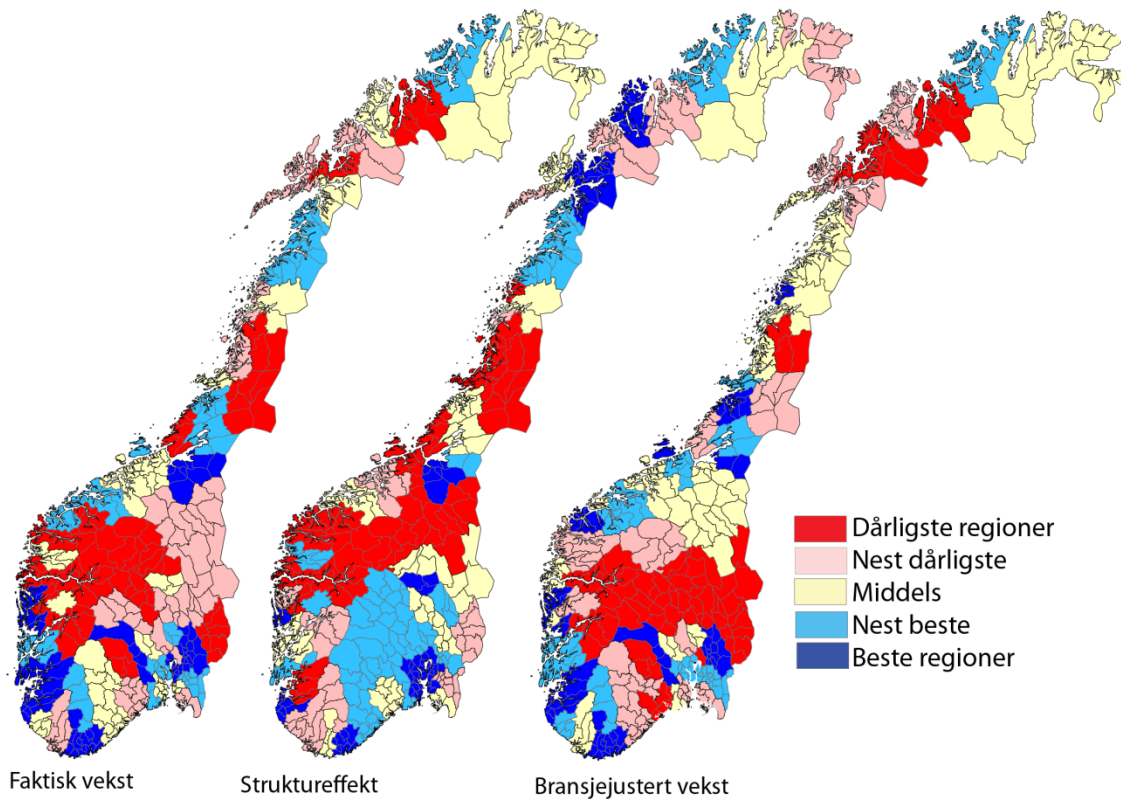 Dårligste regioner
Nest dårligste
Middels
Nest beste
Beste regioner
Faktisk vekst
Struktureffekt
Bransjejustert vekst